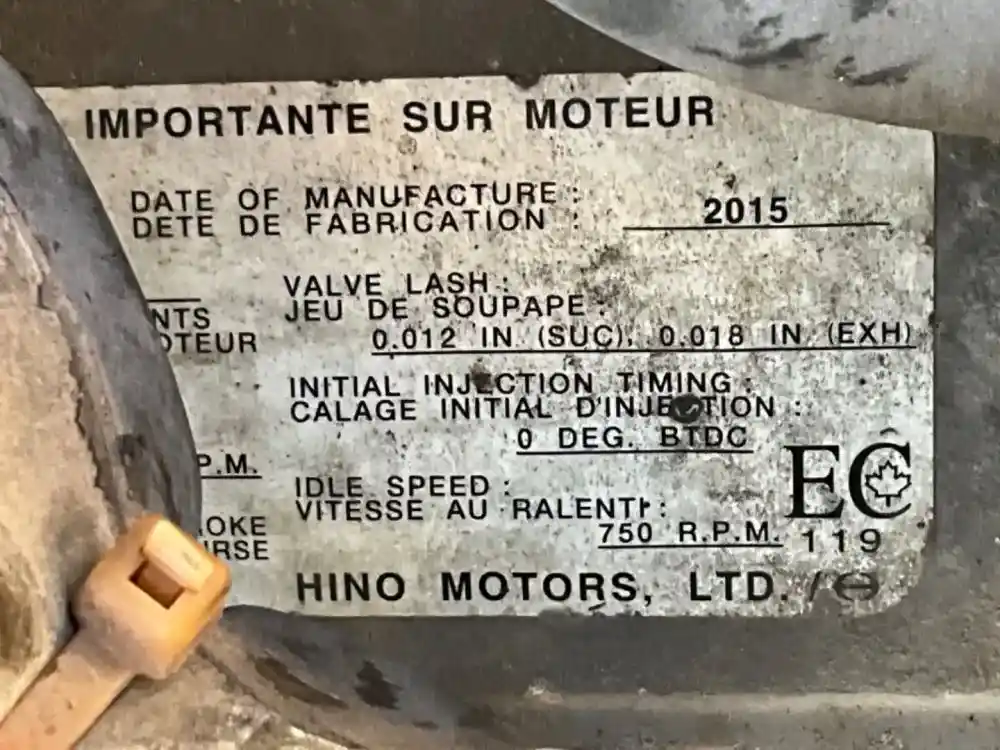 IMPORTANTE SUR MOTEUR
DATE OF MANUFACTURE :
DETE DE FABRICATION : 2015
VALVE LASH :
JEU DE SOUPAPE :
NTS
OTEUR
0.012 IN (SUC), 0.018 IN (EXH)
INITIAL INJECTION TIMING :
CALAGE INITIAL D'INJECTION :
0 DEG. BTDC
P.M.
EC
IDLE SPEED :
VITESSE AU RALENTI :
OKE
750 R.P.M. 119
RSE
HINO MOTORS, LTD.